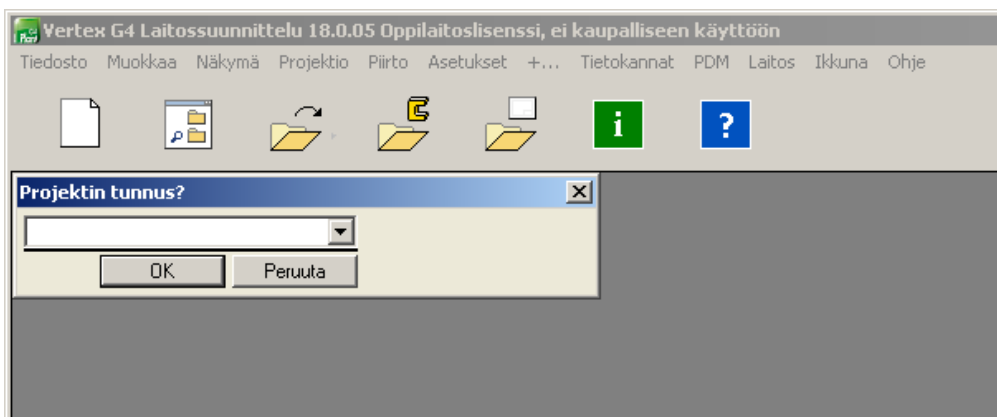 Vertex G4 Laitossuunnittelu 18.0.05 Oppilaitoslisenssi, ei kaupalliseen käyttöön
Tiedosto Muokkaa Näkymä Projektio Piirto Asetukset +... Tietokannat PDM Laitos Ikkuna Ohje
i ?
Projektin tunnus?
OK Peruuta